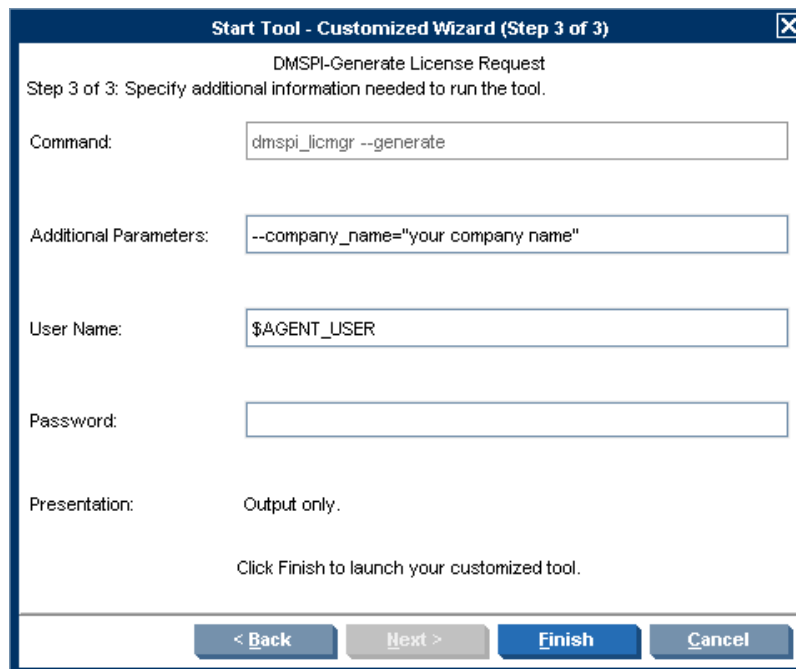 Start Tool - Customized Wizard (Step 3 of 3)
DMSPI-Generate License Request
Step 3 of 3: Specify additional information needed to run the tool.
Command: dmspi_licmgr --generate
Additional Parameters: --company_name="your company name"
User Name: $AGENT_USER
Password:
Presentation: Output only.
Click Finish to launch your customized tool.
< Back Next > Finish Cancel